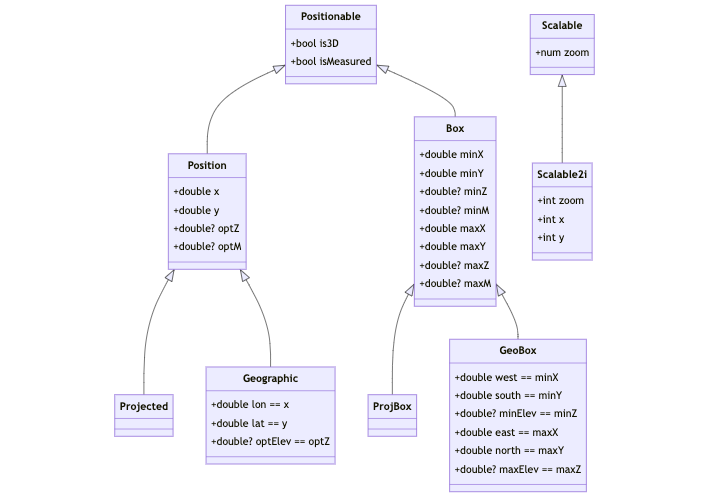 Positionable
+bool is3D
+bool isMeasured
Scalable
+num zoom
Box
+double minX
+double minY
+double? minZ
+double? minM
+double maxX
+double maxY
+double? maxZ
+double? maxM
Position
+double x
+double y
+double? optZ
+double? optM
Scalable2i
+int zoom
+int x
+int y
Projected
Geographic
+double lon == x
+double lat == y
+double? optElev == optZ
ProjBox
GeoBox
+double west == minX
+double south == minY
+double? minElev == minZ
+double east == maxX
+double north == maxY
+double? maxElev == maxZ